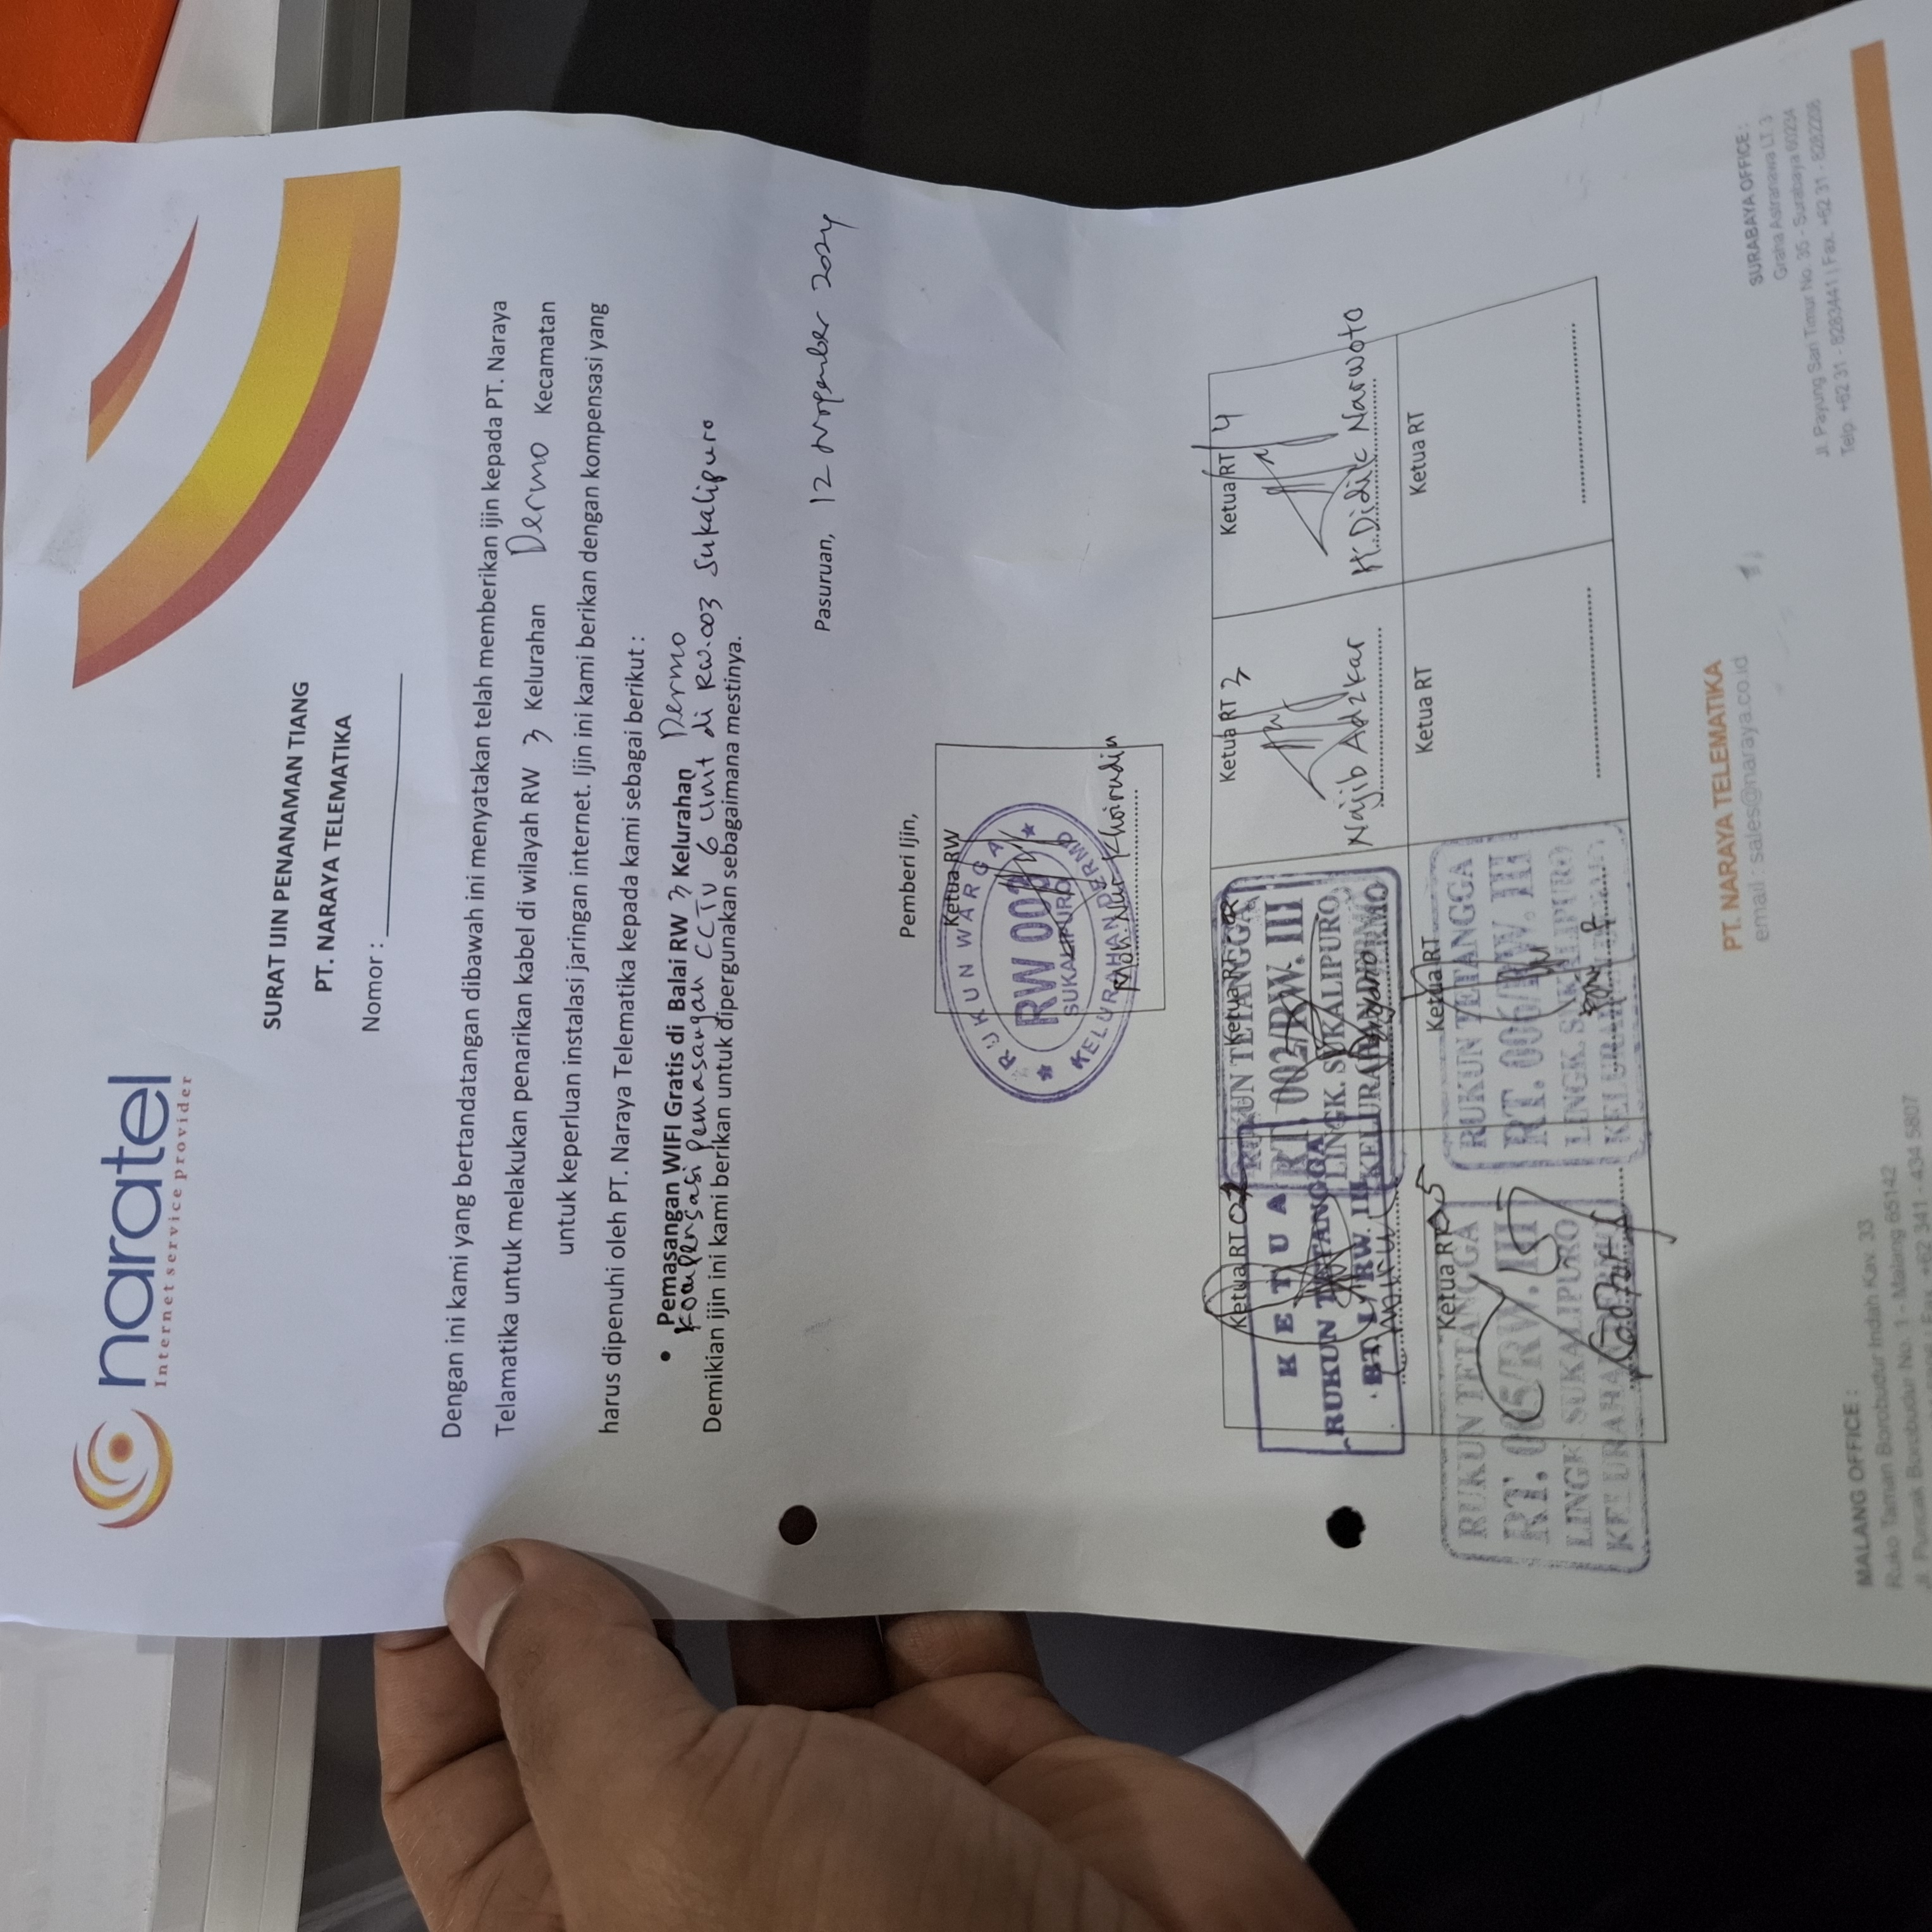 naratel
Internet service provider
SURAT IJIN PENANAMAN TIANG
PT. NARAYA TELEMATIKA
Nomor :
Dengan ini kami yang bertandatangan dibawah ini menyatakan telah memberikan ijin kepada PT. Naraya
Telamatika untuk melakukan penarikan kabel di wilayah RW 3 Kelurahan Dermo Kecamatan
untuk keperluan instalasi jaringan internet. Ijin ini kami berikan dengan kompensasi yang
harus dipenuhi oleh PT. Naraya Telematika kepada kami sebagai berikut :
• Pemasangan WIFI Gratis di Balai RW 3 Kelurahan Dermo
Kompensasi pemasangan CCTV 6 Unit di RW.003 Sukalipuro
Demikian ijin ini kami berikan untuk dipergunakan sebagaimana mestinya.
Pasuruan, 12 Nopember 2024
Pemberi Ijin,
Ketua RW
RUKUN WARGA
RW 003
SUKALIPURO
KELURAHAN DERMO
Moh. Nur Khoirudin
Ketua RT 01
KETUA
RUKUN TETANGGA
RT. I / RW. III
Ketua RT
RUKUN TETANGGA
RT. 002/RW. III
LINGK. SUKALIPURO
KELURAHAN DERMO
Ketua RT 3
Najib Adzkar
Ketua RT 4
H. Didik Narwoto
Ketua RT 05
RUKUN TETANGGA
RT. 005/RW. III
LINGK. SUKALIPURO
KELURAHAN DERMO
Ketua RT
RUKUN TETANGGA
RT. 006/RW. III
LINGK. SUKALIPURO
KELURAHAN DERMO
Ketua RT
Ketua RT
PT. NARAYA TELEMATIKA
email : sales@naraya.co.id
SURABAYA OFFICE :
Graha Astranawa LT. 3
Jl. Payung Sari Timur No. 35 - Surabaya 60234
Telp. +62 31 - 8283441 | Fax. +62 31 - 8282208
MALANG OFFICE :
Ruko Taman Borobudur Indah Kav. 33
Jl. Puncak Borobudur No. 1 - Malang 65142
Fax. +62 341 - 434 5807